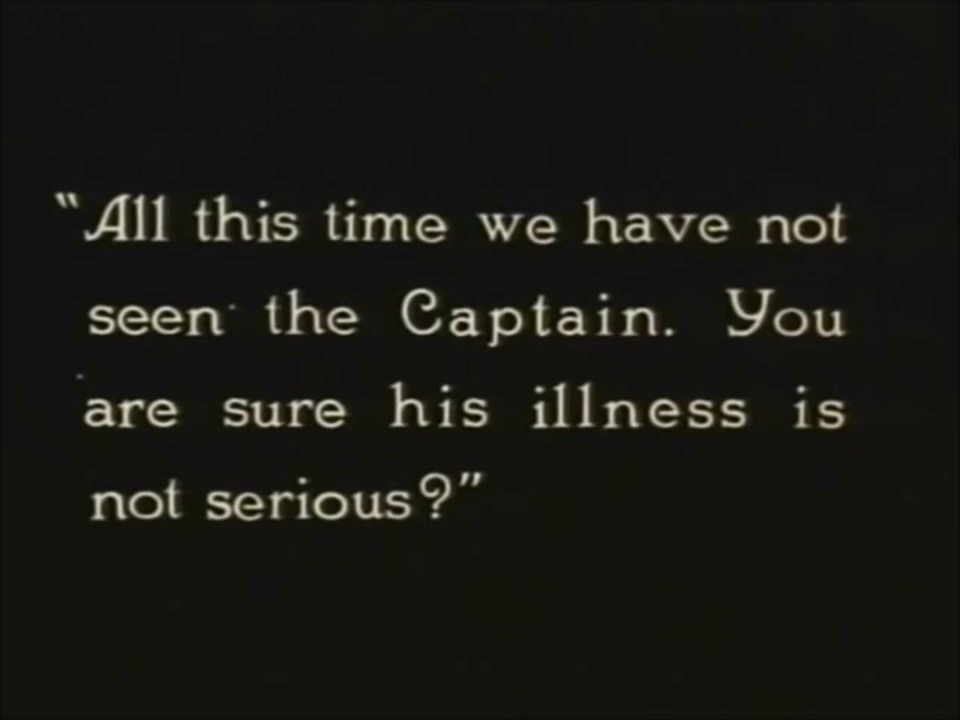 "All this time we have not
seen the Captain. You
are sure his illness is
not serious?"